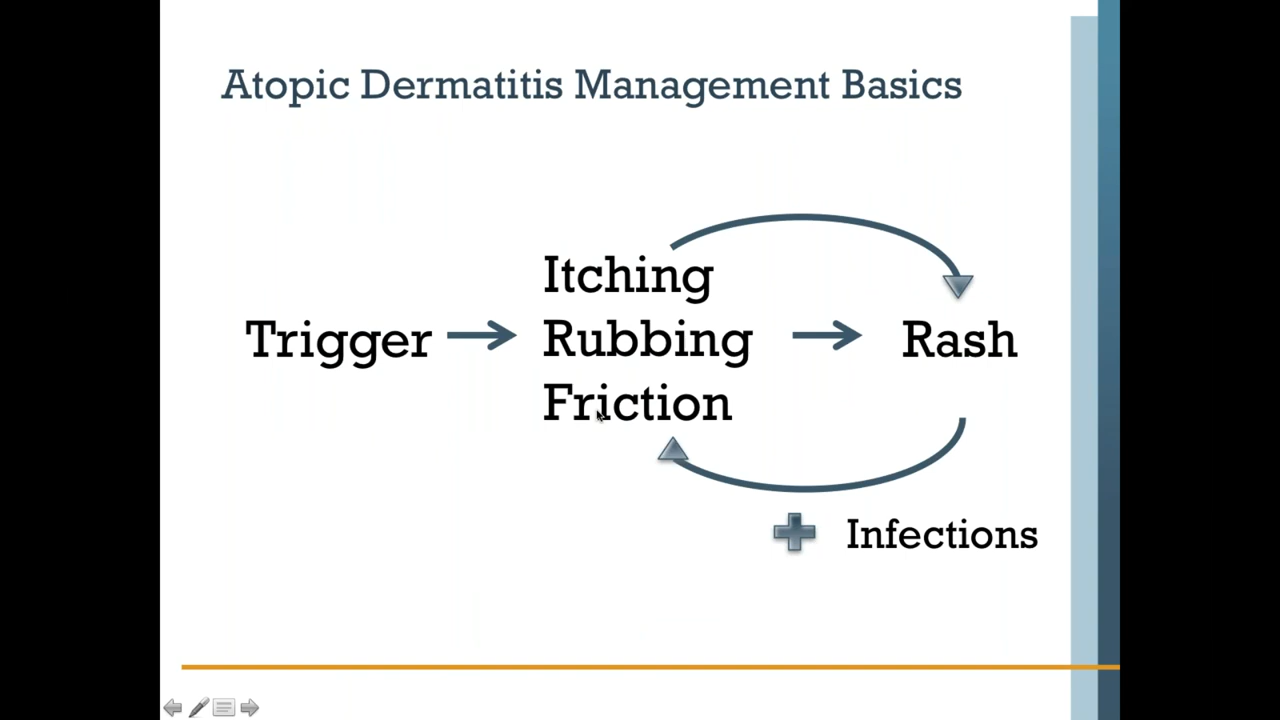 Atopic Dermatitis Management Basics
Itching
Trigger Rubbing Rash
Friction
Infections